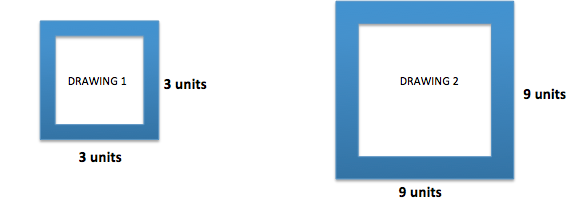 DRAWING 1
3 units
3 units
DRAWING 2
9 units
9 units